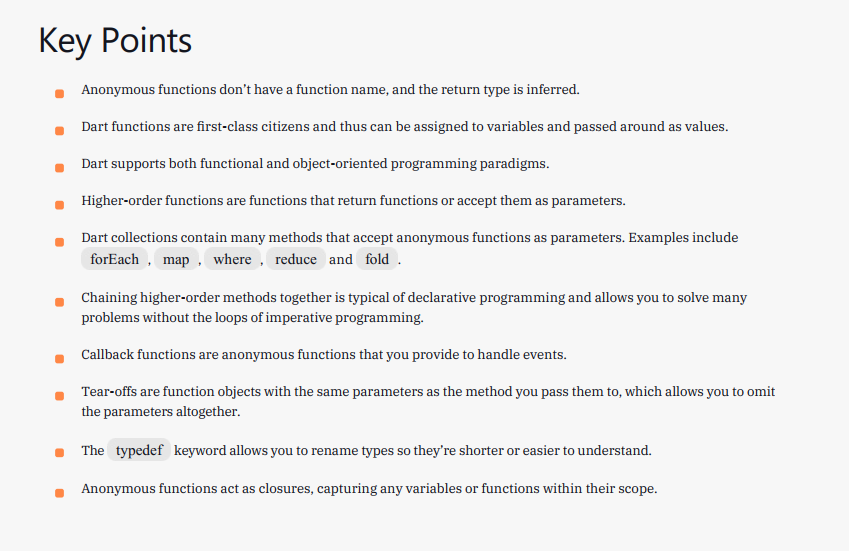 Key Points
Anonymous functions don't have a function name, and the return type is inferred.
Dart functions are first-class citizens and thus can be assigned to variables and passed around as values.
Dart supports both functional and object-oriented programming paradigms.
Higher-order functions are functions that return functions or accept them as parameters.
Dart collections contain many methods that accept anonymous functions as parameters. Examples include
forEach , map , where , reduce and fold .
Chaining higher-order methods together is typical of declarative programming and allows you to solve many
problems without the loops of imperative programming.
Callback functions are anonymous functions that you provide to handle events.
Tear-offs are function objects with the same parameters as the method you pass them to, which allows you to omit
the parameters altogether.
The typedef keyword allows you to rename types so they're shorter or easier to understand.
Anonymous functions act as closures, capturing any variables or functions within their scope.